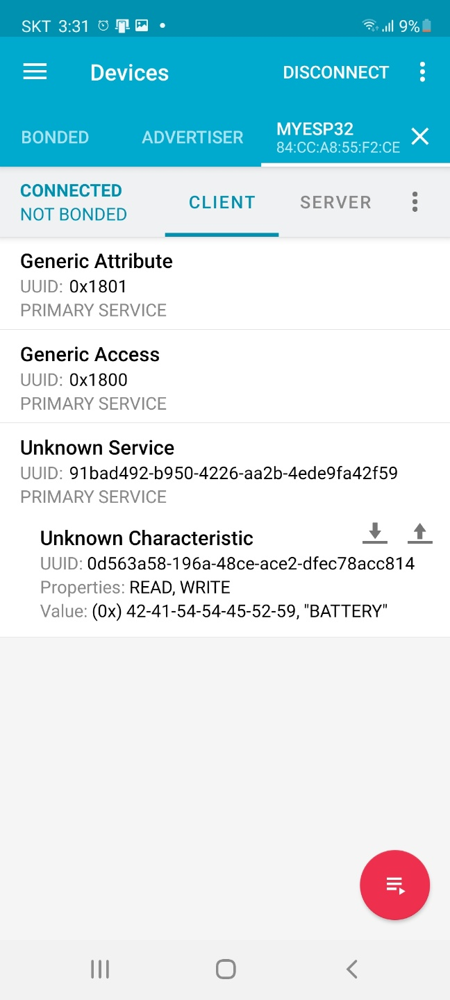 SKT 3:31 9%
Devices DISCONNECT
BONDED ADVERTISER MYESP32
84:CC:A8:55:F2:CE
CONNECTED
NOT BONDED
CLIENT SERVER
Generic Attribute
UUID: 0x1801
PRIMARY SERVICE
Generic Access
UUID: 0x1800
PRIMARY SERVICE
Unknown Service
UUID: 91bad492-b950-4226-aa2b-4ede9fa42f59
PRIMARY SERVICE
Unknown Characteristic
UUID: 0d563a58-196a-48ce-ace2-dfec78acc814
Properties: READ, WRITE
Value: (0x) 42-41-54-54-45-52-59, "BATTERY"